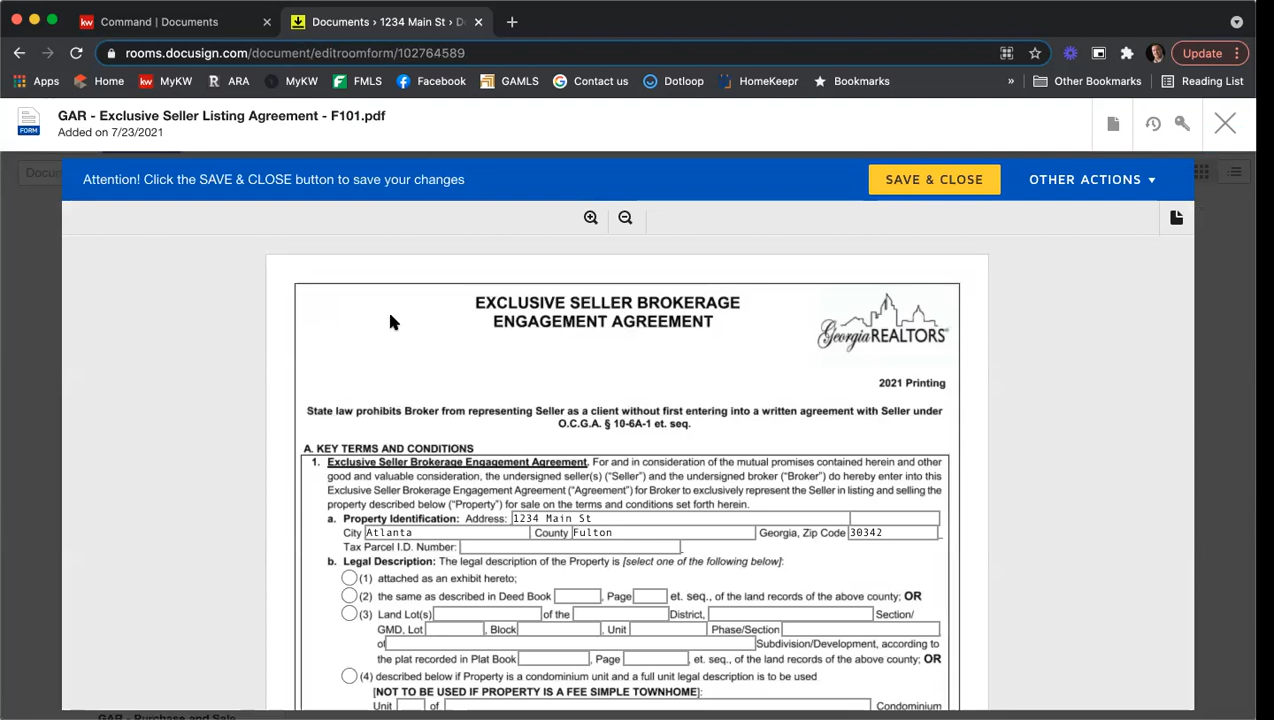 Command | Documents
Documents › 1234 Main St › D
rooms.docusign.com/document/editroomform/102764589
Update
Apps
Home
kw MyKW
R ARA
MyKW
FMLS
Facebook
GAMLS
Contact us
Dotloop
HomeKeepr
Bookmarks
»
Other Bookmarks
Reading List
GAR - Exclusive Seller Listing Agreement - F101.pdf
FORM
Added on 7/23/2021
Docu
Attention! Click the SAVE & CLOSE button to save your changes
SAVE & CLOSE
OTHER ACTIONS
EXCLUSIVE SELLER BROKERAGE
ENGAGEMENT AGREEMENT
Georgia REALTORS®
2021 Printing
State law prohibits Broker from representing Seller as a client without first entering into a written agreement with Seller under
O.C.G.A. § 10-6A-1 et. seq.
A. KEY TERMS AND CONDITIONS
1. Exclusive Seller Brokerage Engagement Agreement. For and in consideration of the mutual promises contained herein and other
good and valuable consideration, the undersigned seller(s) ("Seller") and the undersigned broker ("Broker") do hereby enter into this
Exclusive Seller Brokerage Engagement Agreement ("Agreement") for Broker to exclusively represent the Seller in listing and selling the
property described below ("Property") for sale on the terms and conditions set forth herein.
a. Property Identification: Address: 1234 Main St
City Atlanta County Fulton Georgia, Zip Code 30342
Tax Parcel I.D. Number:
b. Legal Description: The legal description of the Property is [select one of the following below]:
(1) attached as an exhibit hereto;
(2) the same as described in Deed Book , Page et. seq., of the land records of the above county; OR
(3) Land Lot(s) of the District, Section/
GMD, Lot , Block , Unit Phase/Section
of Subdivision/Development, according to
the plat recorded in Plat Book , Page , et. seq., of the land records of the above county; OR
(4) described below if Property is a condominium unit and a full unit legal description is to be used
[NOT TO BE USED IF PROPERTY IS A FEE SIMPLE TOWNHOME]:
Unit of Condominium
GAR - Purchase and Sale